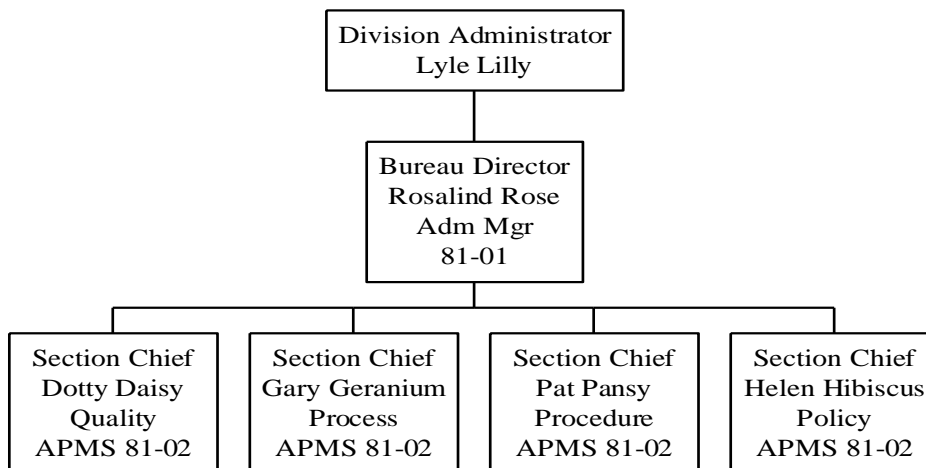 Division Administrator
Lyle Lilly
Bureau Director
Rosalind Rose
Adm Mgr
81-01
Section Chief
Dotty Daisy
Quality
APMS 81-02
Section Chief
Gary Geranium
Process
APMS 81-02
Section Chief
Pat Pansy
Procedure
APMS 81-02
Section Chief
Helen Hibiscus
Policy
APMS 81-02